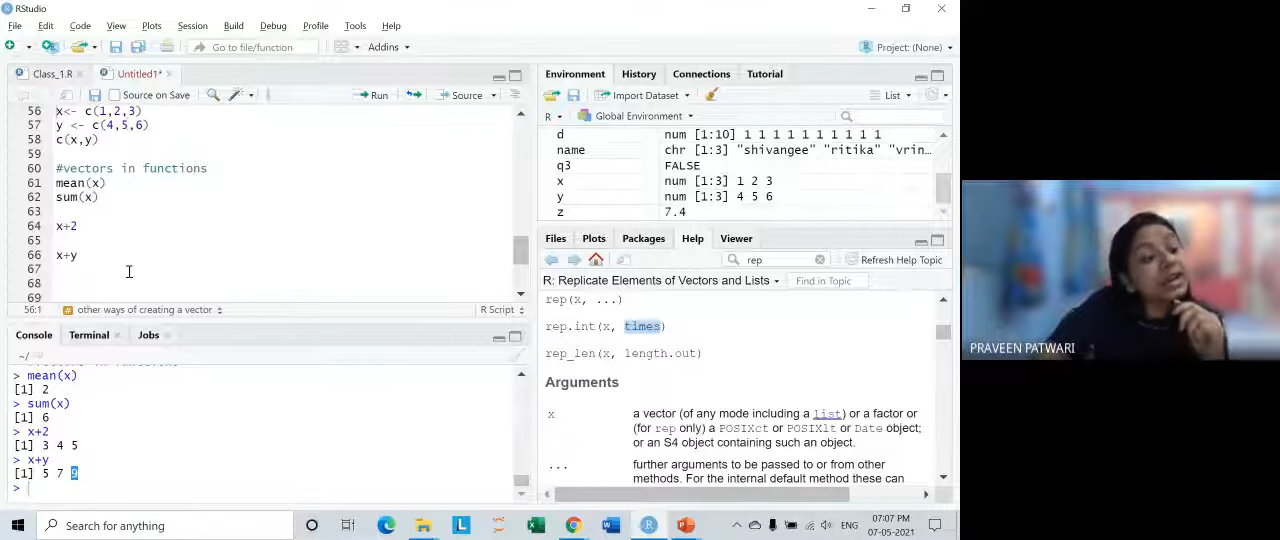 RStudio
File Edit Code View Plots Session Build Debug Profile Tools Help
Go to file/function Addins Project: (None)
Class_1.R Untitled1*
Source on Save Run Source
56 x<- c(1,2,3)
57 y <- c(4,5,6)
58 c(x,y)
59
60 #vectors in functions
61 mean(x)
62 sum(x)
63
64 x+2
65
66 x+y
67
68
69
56:1 other ways of creating a vector R Script
Console Terminal Jobs
~/
> mean(x)
[1] 2
> sum(x)
[1] 6
> x+2
[1] 3 4 5
> x+y
[1] 5 7 9
>
Environment History Connections Tutorial
Import Dataset List
R Global Environment
d num [1:10] 1 1 1 1 1 1 1 1 1 1
name chr [1:3] "shivangee" "ritika" "vrin…
q3 FALSE
x num [1:3] 1 2 3
y num [1:3] 4 5 6
z 7.4
Files Plots Packages Help Viewer
rep Refresh Help Topic
R: Replicate Elements of Vectors and Lists Find in Topic
rep(x, ...)
rep.int(x, times)
rep_len(x, length.out)
Arguments
x a vector (of any mode including a list) or a factor or
(for rep only) a POSIXct or POSIXlt or Date object;
or an S4 object containing such an object.
... further arguments to be passed to or from other
methods. For the internal default method these can
PRAVEEN PATWARI
Search for anything
ENG
07:07 PM
07-05-2021